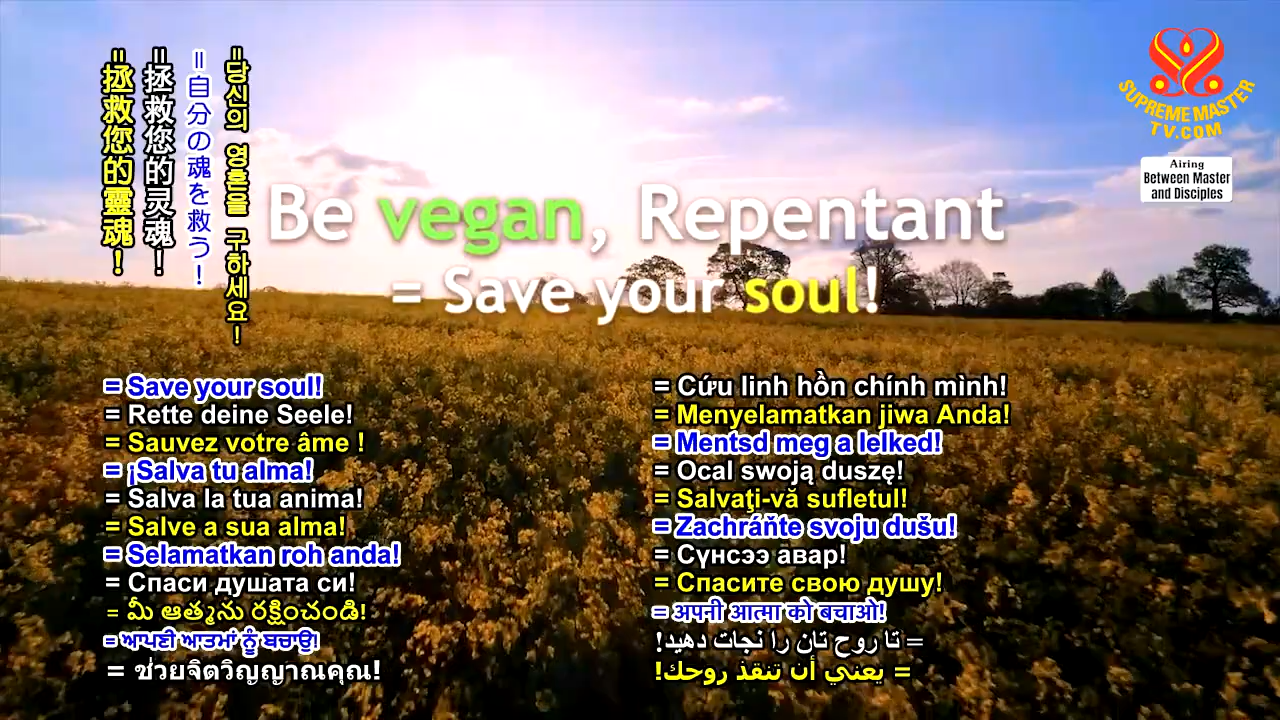 =拯救您的靈魂！
=拯救您的灵魂！
=自分の魂を救う！
=당신의 영혼을 구하세요!
SUPREME MASTER
TV.COM
Airing
Between Master
and Disciples
Be vegan, Repentant
= Save your soul!
= Save your soul!
= Rette deine Seele!
= Sauvez votre âme !
= ¡Salva tu alma!
= Salva la tua anima!
= Salve a sua alma!
= Selamatkan roh anda!
= Спаси душата си!
= మీ ఆత్మను రక్షించండి!
= ਆਪਣੀ ਆਤਮਾਂ ਨੂੰ ਬਚਾਉ!
= ช่วยจิตวิญญาณคุณ!
= Cứu linh hồn chính mình!
= Menyelamatkan jiwa Anda!
= Mentsd meg a lelked!
= Ocal swoją duszę!
= Salvaţi-vă sufletul!
= Zachráňte svoju dušu!
= Сүнсээ авар!
= Спасите свою душу!
= अपनी आत्मा को बचाओ!
= تا روح تان را نجات دهید!
= يعني أن تنقذ روحك!